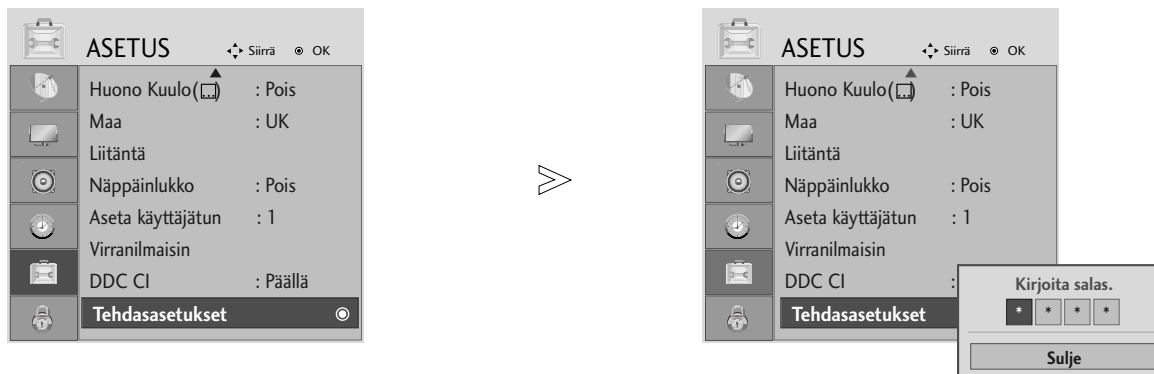 ASETUS Siirrä OK
Huono Kuulo( ) : Pois
Maa : UK
Liitäntä
Näppäinlukko : Pois
Aseta käyttäjätun : 1
Virranilmaisin
DDC CI : Päällä
Tehdasasetukset
>
ASETUS Siirrä OK
Huono Kuulo( ) : Pois
Maa : UK
Liitäntä
Näppäinlukko : Pois
Aseta käyttäjätun : 1
Virranilmaisin
DDC CI :
Tehdasasetukset
Kirjoita salas.
* * * *
Sulje